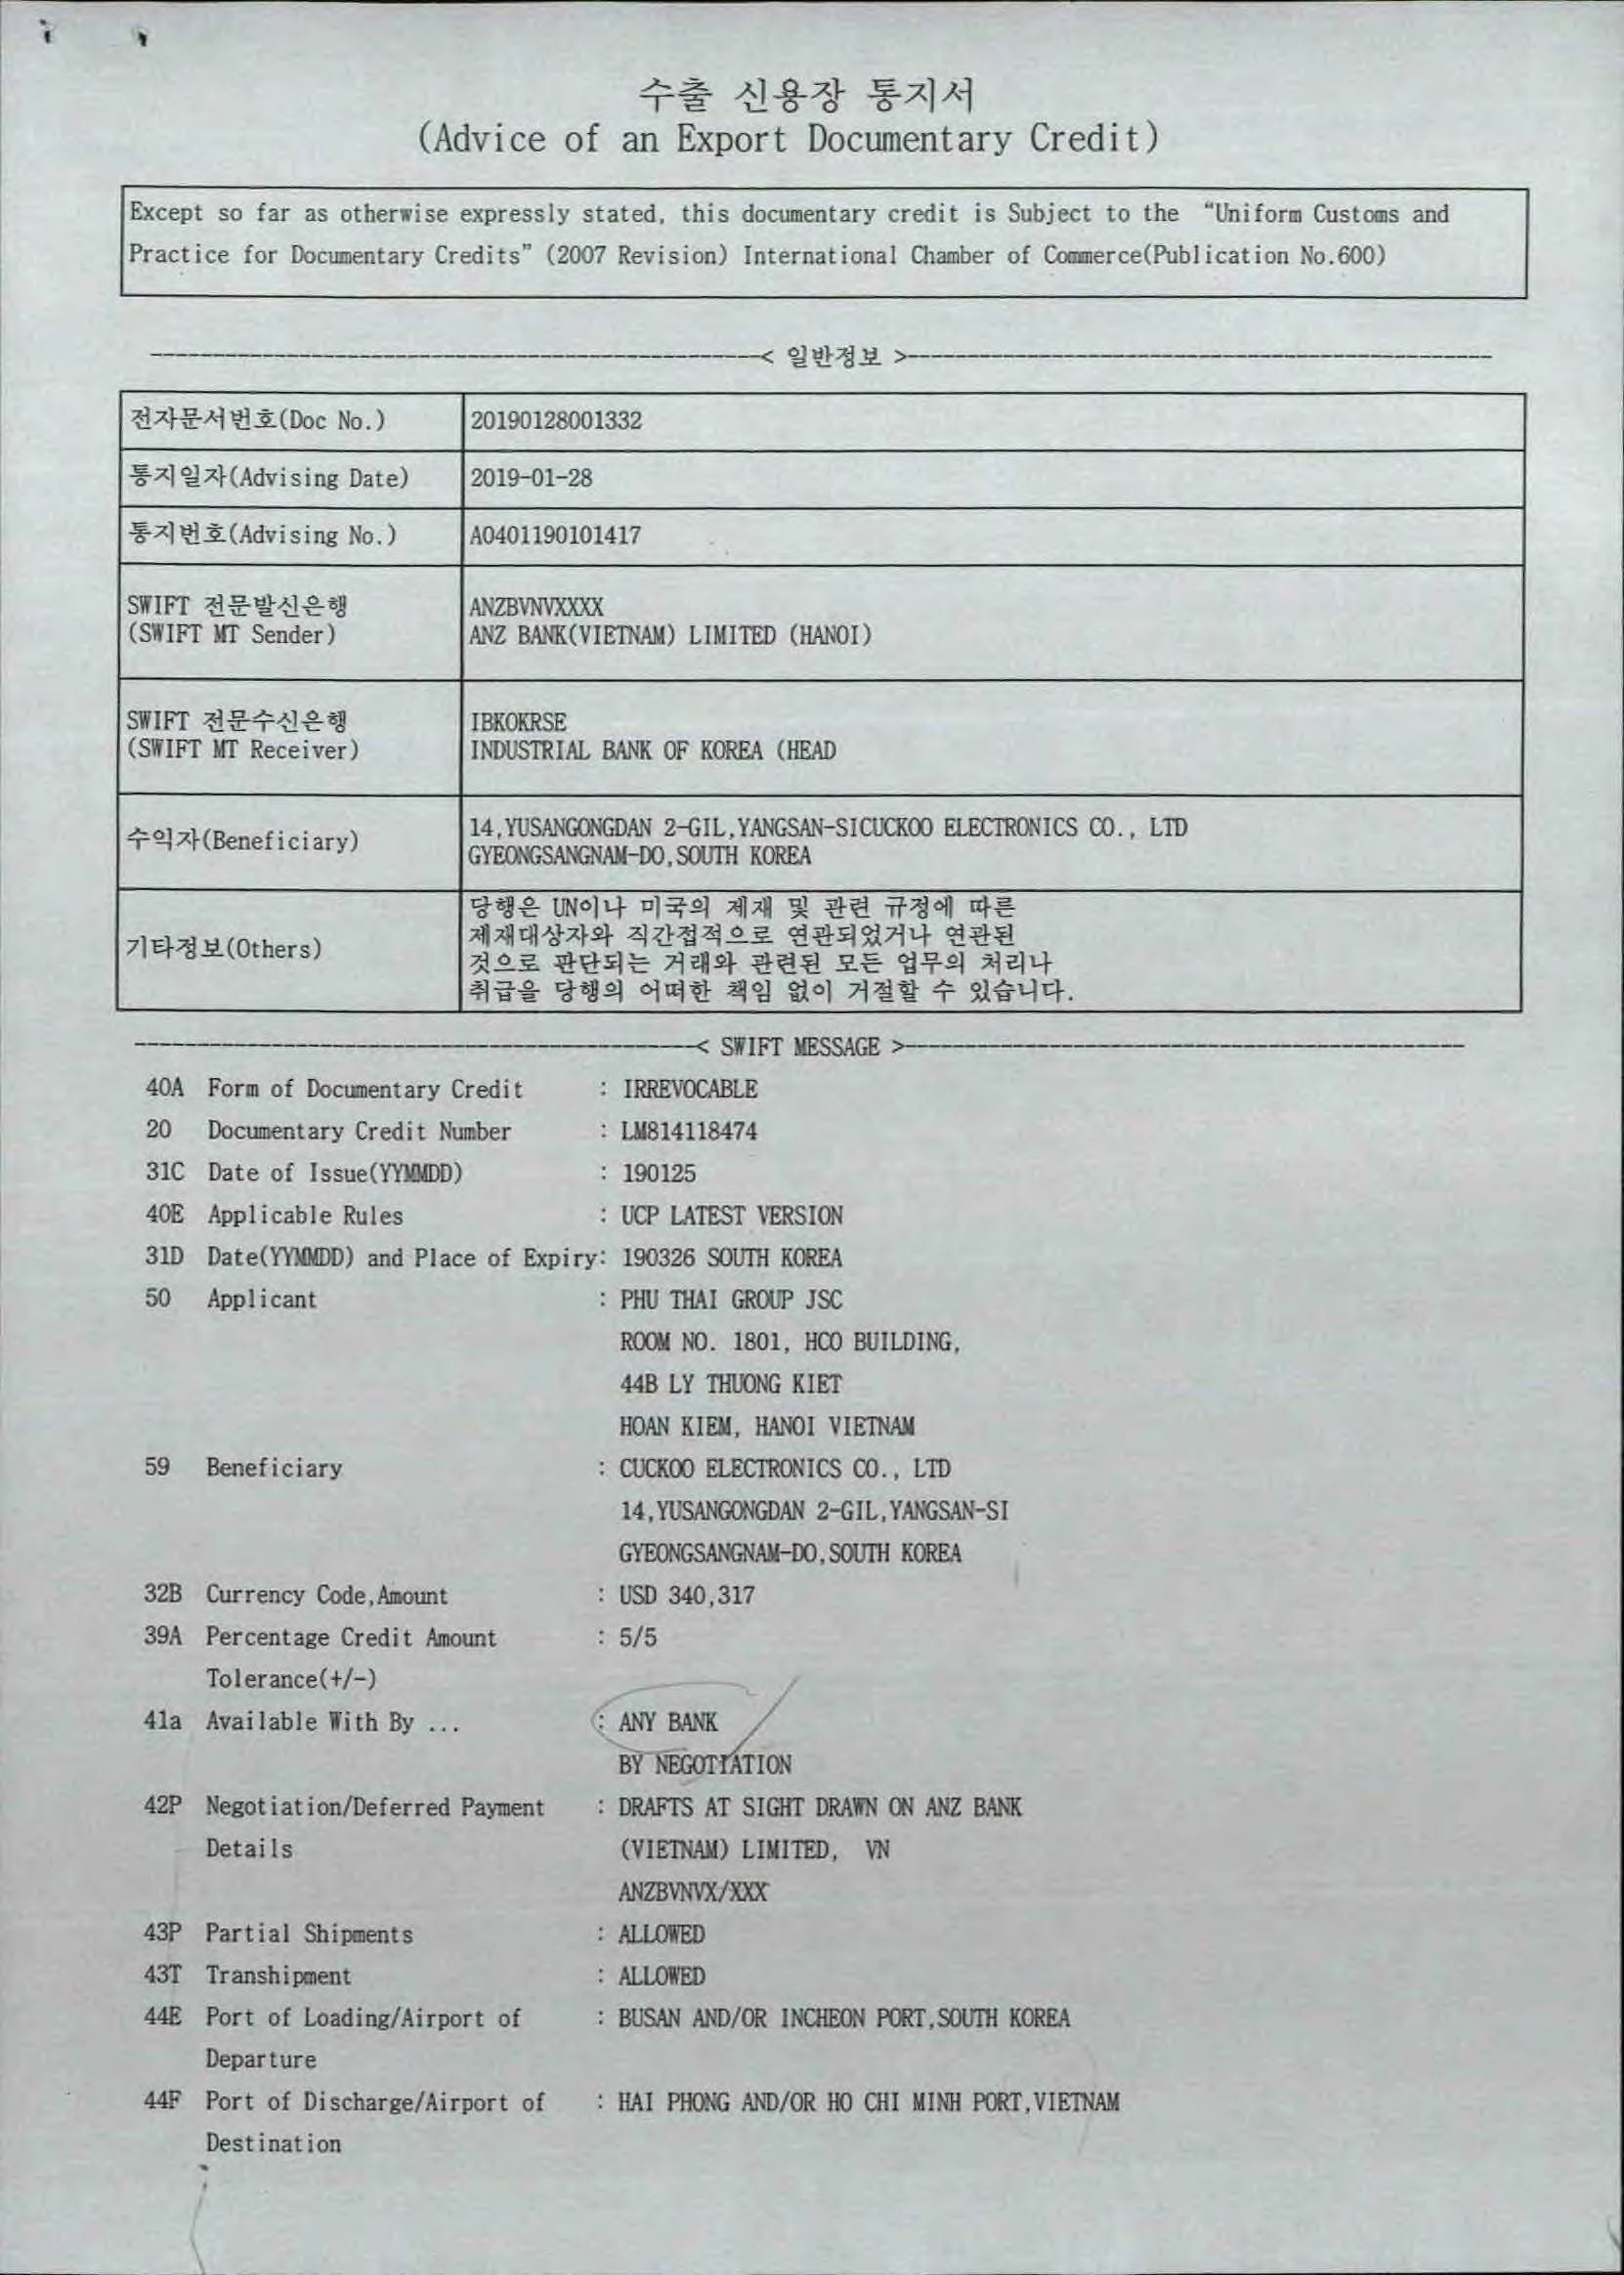 수출 신용장 통지서
(Advice of an Export Documentary Credit)
Except so far as otherwise expressly stated, this documentary credit is Subject to the “Uniform Customs and
Practice for Documentary Credits” (2007 Revision) International Chamber of Commerce(Publication No.600)
< 일반정보 >
전자문서번호(Doc No.) 20190128001332
통지일자(Advising Date) 2019-01-28
통지번호(Advising No.) A0401190101417
SWIFT 전문발신은행 ANZBVNVXXXX
(SWIFT MT Sender) ANZ BANK(VIETNAM) LIMITED (HANOI)
SWIFT 전문수신은행 IBKOKRSE
(SWIFT MT Receiver) INDUSTRIAL BANK OF KOREA (HEAD
수익자(Beneficiary) 14,YUSANGONGDAN 2-GIL,YANGSAN-SICUCKOO ELECTRONICS CO., LTD
GYEONGSANGNAM-DO,SOUTH KOREA
기타정보(Others) 당행은 UN이나 미국의 제재 및 관련 규정에 따른
제재대상자와 직간접적으로 연관되었거나 연관된
것으로 판단되는 거래와 관련된 모든 업무의 처리나
취급을 당행의 어떠한 책임 없이 거절할 수 있습니다.
< SWIFT MESSAGE >
40A Form of Documentary Credit : IRREVOCABLE
20 Documentary Credit Number : LM814118474
31C Date of Issue(YYMMDD) : 190125
40E Applicable Rules : UCP LATEST VERSION
31D Date(YYMMDD) and Place of Expiry: 190326 SOUTH KOREA
50 Applicant : PHU THAI GROUP JSC
ROOM NO. 1801, HCO BUILDING,
44B LY THUONG KIET
HOAN KIEM, HANOI VIETNAM
59 Beneficiary : CUCKOO ELECTRONICS CO., LTD
14,YUSANGONGDAN 2-GIL,YANGSAN-SI
GYEONGSANGNAM-DO,SOUTH KOREA
32B Currency Code,Amount : USD 340,317
39A Percentage Credit Amount : 5/5
Tolerance(+/-)
41a Available With By ... : ANY BANK
BY NEGOTIATION
42P Negotiation/Deferred Payment : DRAFTS AT SIGHT DRAWN ON ANZ BANK
Details (VIETNAM) LIMITED, VN
ANZBVNVX/XXX
43P Partial Shipments : ALLOWED
43T Transhipment : ALLOWED
44E Port of Loading/Airport of : BUSAN AND/OR INCHEON PORT,SOUTH KOREA
Departure
44F Port of Discharge/Airport of : HAI PHONG AND/OR HO CHI MINH PORT,VIETNAM
Destination